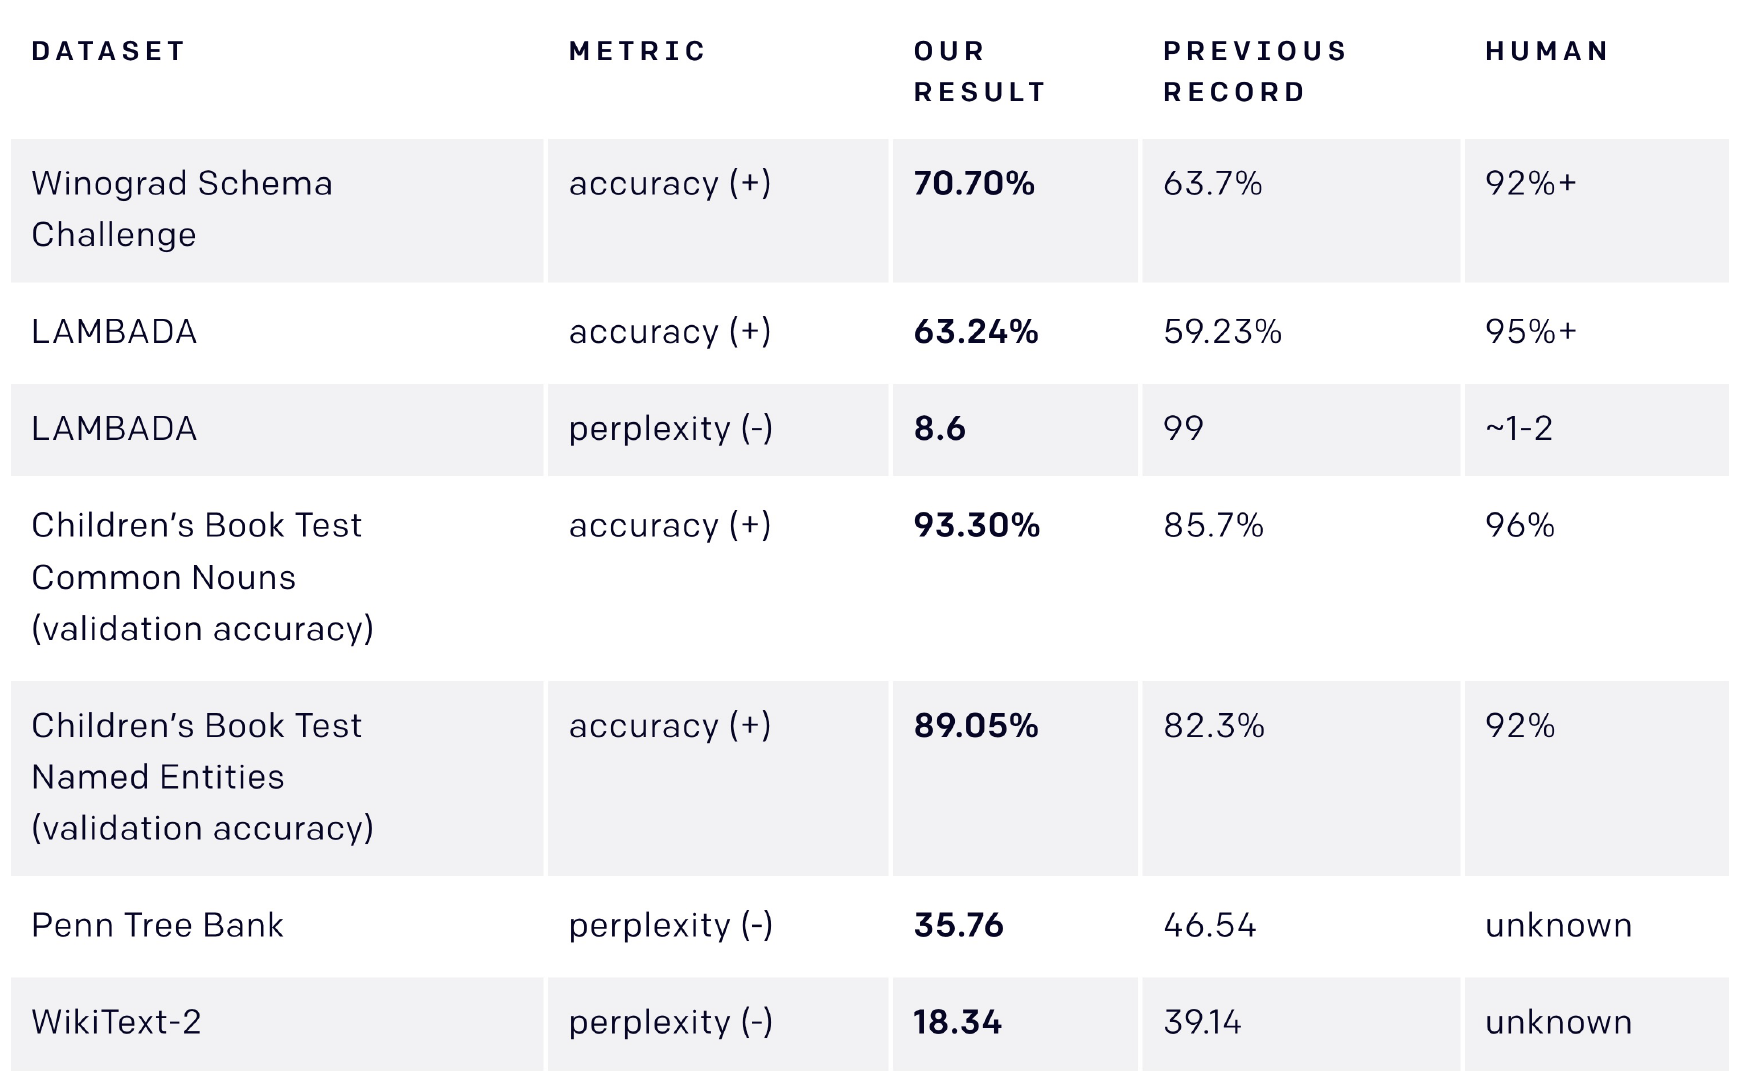 DATASET METRIC OUR RESULT PREVIOUS RECORD HUMAN
Winograd Schema Challenge accuracy (+) 70.70% 63.7% 92%+
LAMBADA accuracy (+) 63.24% 59.23% 95%+
LAMBADA perplexity (-) 8.6 99 ~1-2
Children’s Book Test Common Nouns (validation accuracy) accuracy (+) 93.30% 85.7% 96%
Children’s Book Test Named Entities (validation accuracy) accuracy (+) 89.05% 82.3% 92%
Penn Tree Bank perplexity (-) 35.76 46.54 unknown
WikiText-2 perplexity (-) 18.34 39.14 unknown